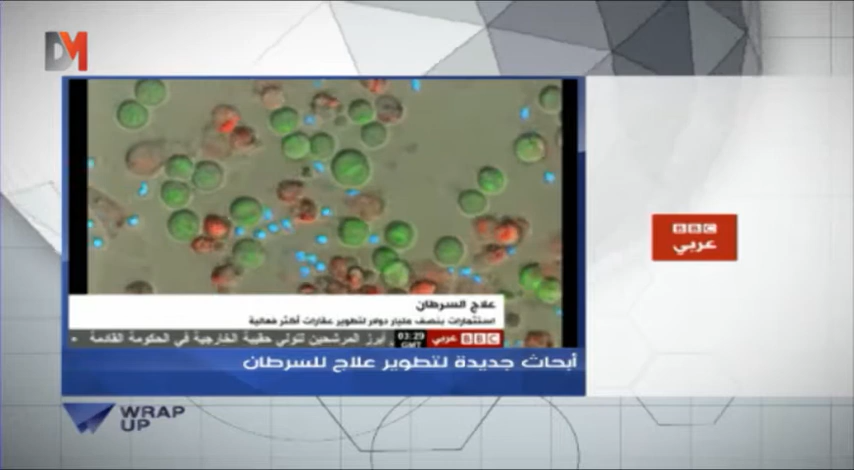 DM
BBC
عربي
علاج السرطان
استثمارات بنصف مليار دولار لتطوير عقارات أكثر فعالية
BBC عربي 03:29 GMT أبرز المرشحين لتولي حقيبة الخارجية في الحكومة القادمة
أبحاث جديدة لتطوير علاج للسرطان
WRAP
UP